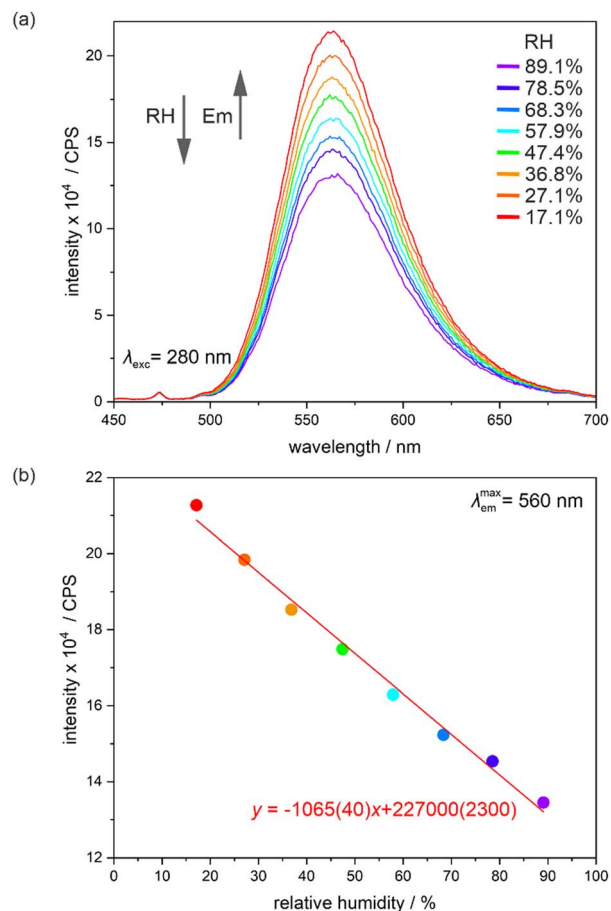 (a)
20
15
10
5
0
intensity x 10⁴ / CPS
RH
Em
RH
89.1%
78.5%
68.3%
57.9%
47.4%
36.8%
27.1%
17.1%
λexc = 280 nm
450 500 550 600 650 700
wavelength / nm
(b)
22
20
18
16
14
12
intensity x 10⁴ / CPS
λem max = 560 nm
y = -1065(40)x+227000(2300)
0 10 20 30 40 50 60 70 80 90 100
relative humidity / %